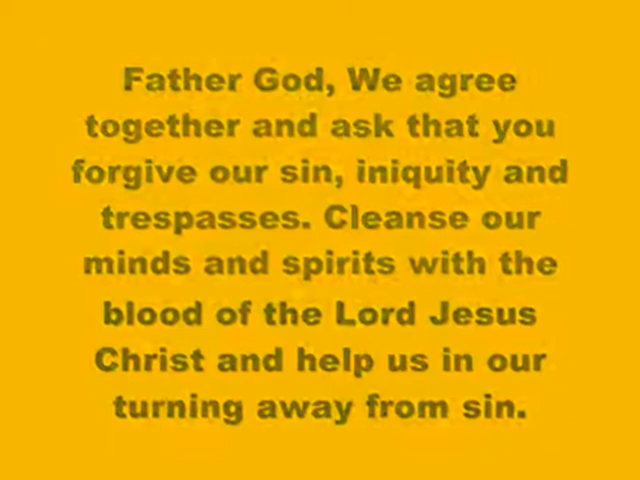 Father God, We agree
together and ask that you
forgive our sin, iniquity and
trespasses. Cleanse our
minds and spirits with the
blood of the Lord Jesus
Christ and help us in our
turning away from sin.